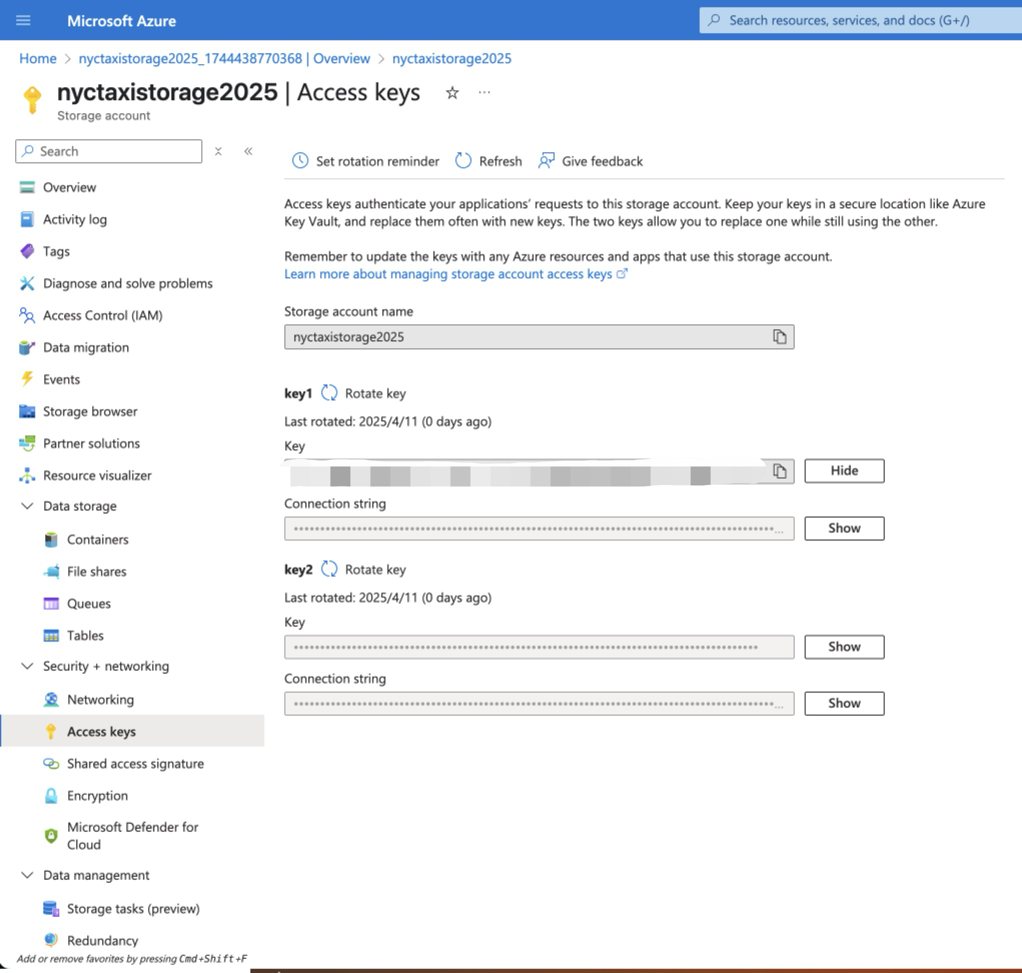 Microsoft Azure
Search resources, services, and docs (G+/)
Home > nyctaxistorage2025_1744438770368 | Overview > nyctaxistorage2025
nyctaxistorage2025 | Access keys
Storage account
Search
Overview
Activity log
Tags
Diagnose and solve problems
Access Control (IAM)
Data migration
Events
Storage browser
Partner solutions
Resource visualizer
Data storage
Containers
File shares
Queues
Tables
Security + networking
Networking
Access keys
Shared access signature
Encryption
Microsoft Defender for
Cloud
Data management
Storage tasks (preview)
Redundancy
Add or remove favorites by pressing Cmd+Shift+F
Set rotation reminder
Refresh
Give feedback
Access keys authenticate your applications' requests to this storage account. Keep your keys in a secure location like Azure
Key Vault, and replace them often with new keys. The two keys allow you to replace one while still using the other.
Remember to update the keys with any Azure resources and apps that use this storage account.
Learn more about managing storage account access keys
Storage account name
nyctaxistorage2025
key1 Rotate key
Last rotated: 2025/4/11 (0 days ago)
Key
Hide
Connection string
Show
key2 Rotate key
Last rotated: 2025/4/11 (0 days ago)
Key
Show
Connection string
Show